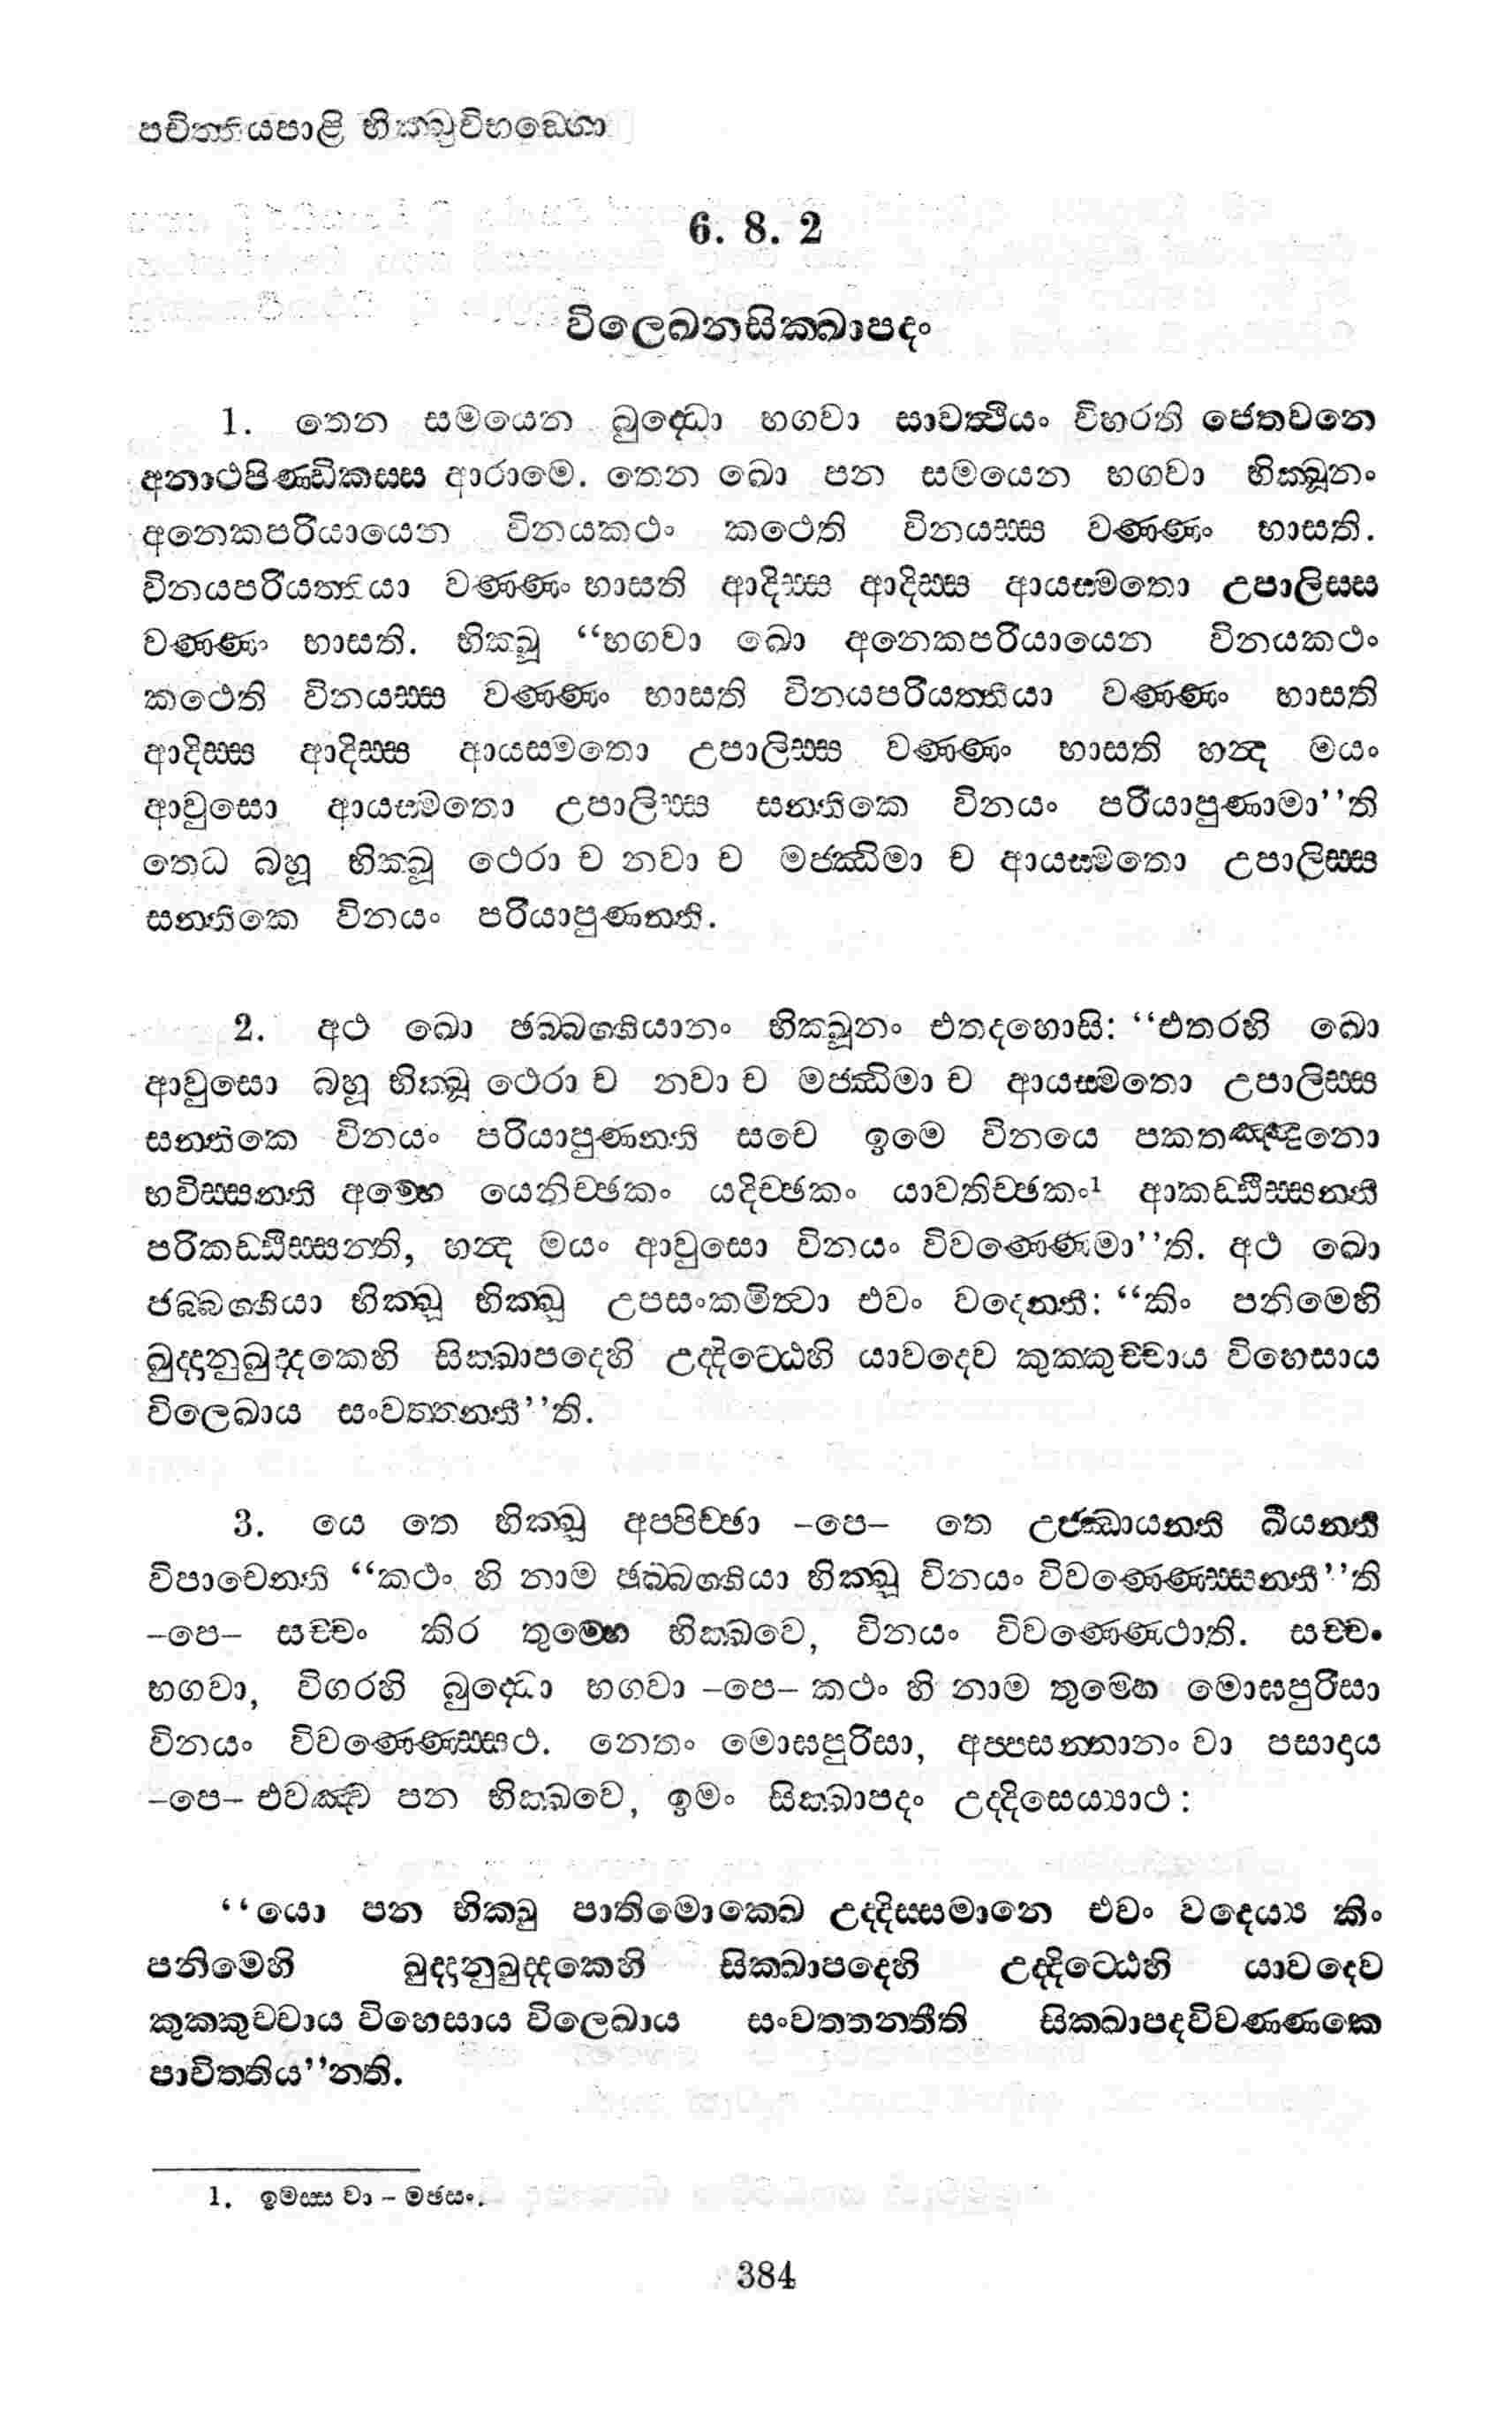 පචිත්තියපාළි භික්ඛුවිභඞ්ගො
6. 8. 2
විලෙඛනසික්ඛාපදං
1. තෙන සමයෙන බුද්ධො භගවා සාවත්ථියං විහරති ජෙතවනෙ
අනාථපිණ්ඩිකස්ස ආරාමෙ. තෙන ඛො පන සමයෙන භගවා භික්ඛූනං
අනෙකපරියායෙන විනයකථං කථෙති විනයස්ස වණ්ණං භාසති.
විනයපරියත්තියා වණ්ණං භාසති ආදිස්ස ආදිස්ස ආයස්මතො උපාලිස්ස
වණ්ණං භාසති. භික්ඛූ “භගවා ඛො අනෙකපරියායෙන විනයකථං
කථෙති විනයස්ස වණ්ණං භාසති විනයපරියත්තියා වණ්ණං භාසති
ආදිස්ස ආදිස්ස ආයස්මතො උපාලිස්ස වණ්ණං භාසති හන්ද මයං
ආවුසො ආයස්මතො උපාලිස්ස සන්තිකෙ විනයං පරියාපුණාමා’’ති
තෙධ බහූ භික්ඛූ ථෙරා ච නවා ච මජ්ඣිමා ච ආයස්මතො උපාලිස්ස
සන්තිකෙ විනයං පරියාපුණන්ති.
2. අථ ඛො ඡබ්බග්ගියානං භික්ඛූනං එතදහොසි: “එතරහි ඛො
ආවුසො බහූ භික්ඛූ ථෙරා ච නවා ච මජ්ඣිමා ච ආයස්මතො උපාලිස්ස
සන්තිකෙ විනයං පරියාපුණන්ති සචෙ ඉමෙ විනයෙ පකතඤ්ඤුනො
භවිස්සන්ති අම්හෙ යෙනිච්ඡකං යදිච්ඡකං යාවතිච්ඡකං¹ ආකඩ්ඪිස්සන්ති
පරිකඩ්ඪිස්සන්ති, හන්ද මයං ආවුසො විනයං විවණ්ණෙමා’’ති. අථ ඛො
ජබ්බග්ගියා භික්ඛූ භික්ඛූ උපසංකමිත්වා එවං වදෙන්ති: “කිං පනිමෙහි
ඛුද්දානුඛුද්දකෙහි සික්ඛාපදෙහි උද්දිට්ඨෙහි යාවදෙව කුක්කුච්චාය විහෙසාය
විලෙඛාය සංවත්තන්තී’’ති.
3. යෙ තෙ භික්ඛූ අප්පිච්ඡා –පෙ– තෙ උජ්ඣායන්ති ඛීයන්ති
විපාචෙන්ති “කථං හි නාම ඡබ්බග්ගියා භික්ඛූ විනයං විවණ්ණෙස්සන්තී’’ති
–පෙ– සච්චං කිර තුම්හෙ භික්ඛවෙ, විනයං විවණ්ණෙථාති. සච්චං
භගවා, විගරහි බුද්ධො භගවා –පෙ– කථං හි නාම තුම්හෙ මොඝපුරිසා
විනයං විවණ්ණෙස්සථ. නෙතං මොඝපුරිසා, අප්පසන්නානං වා පසාදාය
–පෙ– එවඤ්ච පන භික්ඛවෙ, ඉමං සික්ඛාපදං උද්දිසෙය්‍යාථ :
‘‘යො පන භික්ඛු පාතිමොක්ඛෙ උද්දිස්සමානෙ එවං වදෙය්‍ය කිං
පනිමෙහි ඛුද්දානුඛුද්දකෙහි සික්ඛාපදෙහි උද්දිට්ඨෙහි යාවදෙව
කුක්කුච්චාය විහෙසාය විලෙඛාය සංවත්තන්තීති සික්ඛාපදවිවණ්ණකෙ
පාචිත්තිය’’න්ති.
1. ඉමස්ස වා – මඡසං.
384